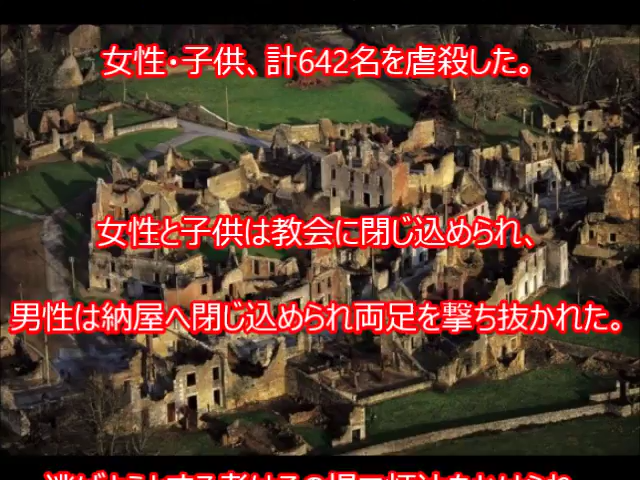 女性・子供、計642名を虐殺した。
女性と子供は教会に閉じ込められ、
男性は納屋へ閉じ込められ両足を撃ち抜かれた。